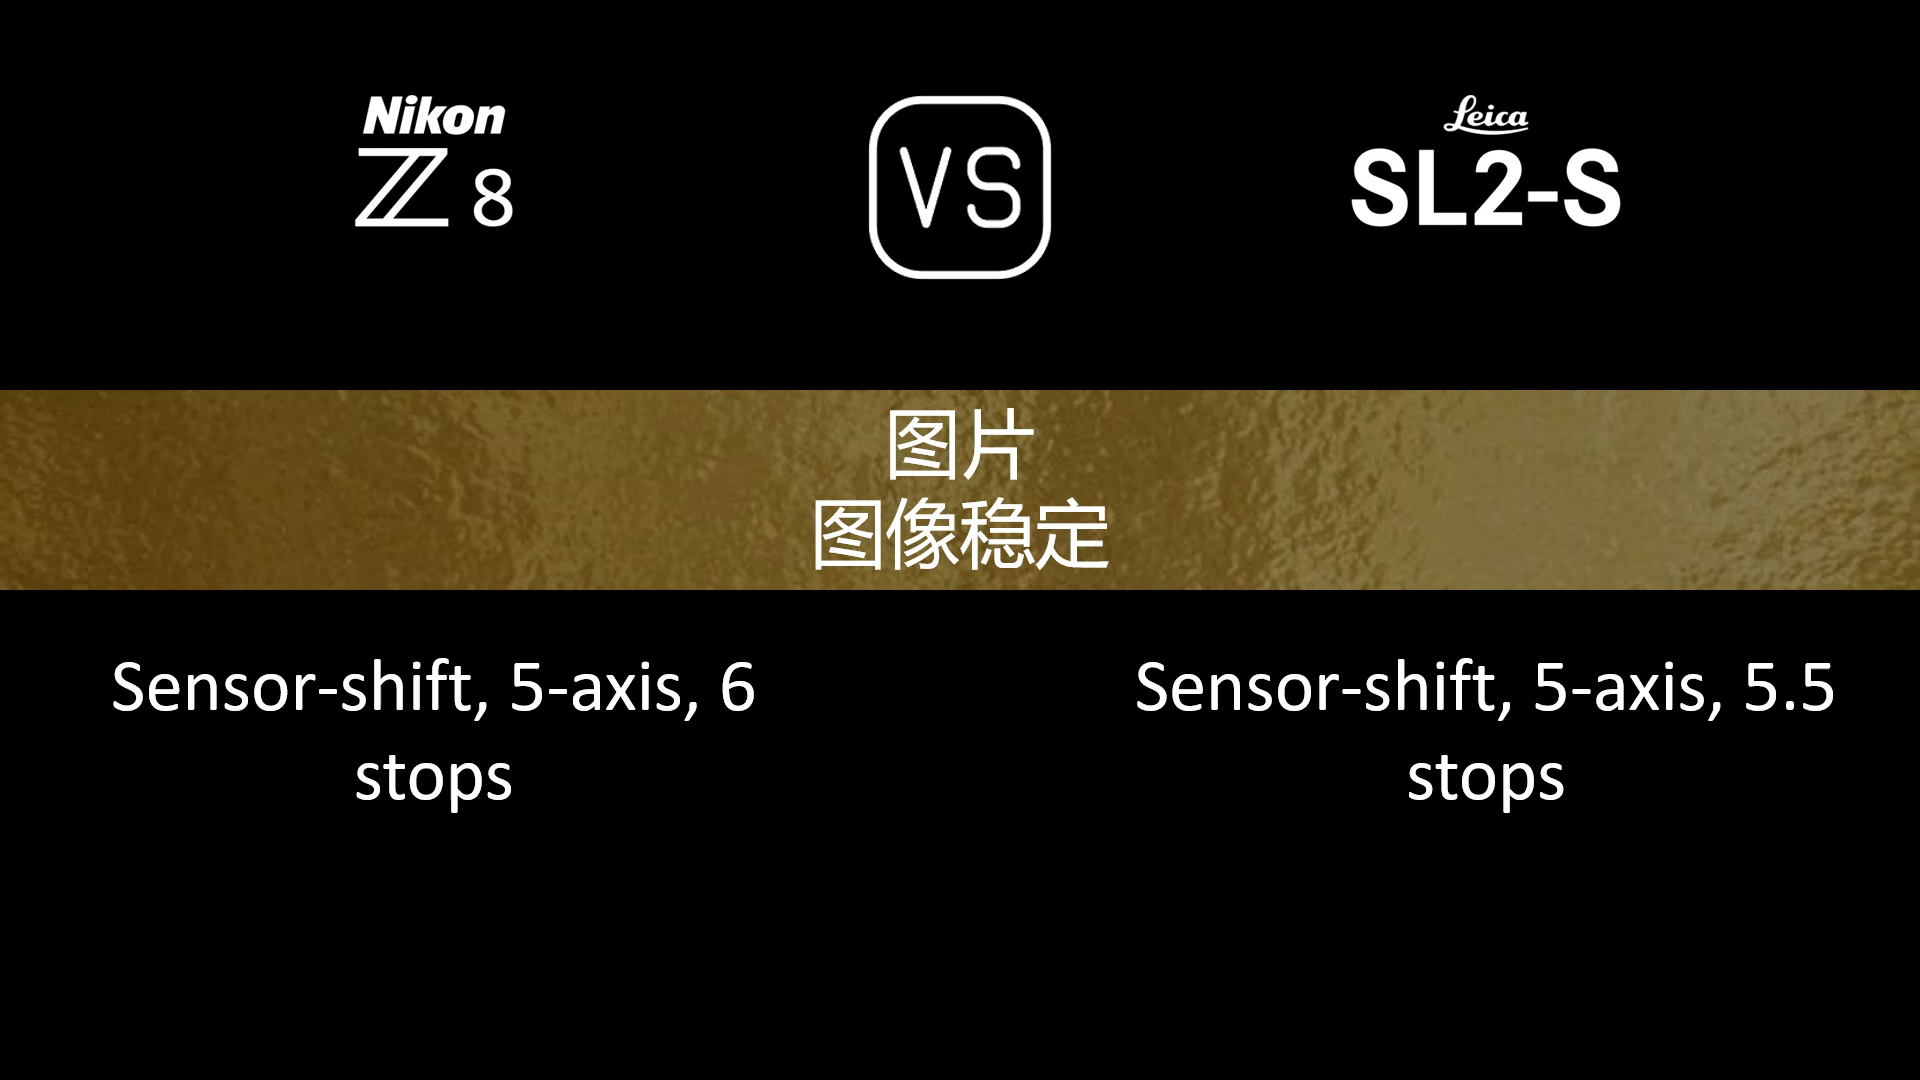 Nikon
Z 8
VS
Leica
SL2-S
图片
图像稳定
Sensor-shift, 5-axis, 6
stops
Sensor-shift, 5-axis, 5.5
stops